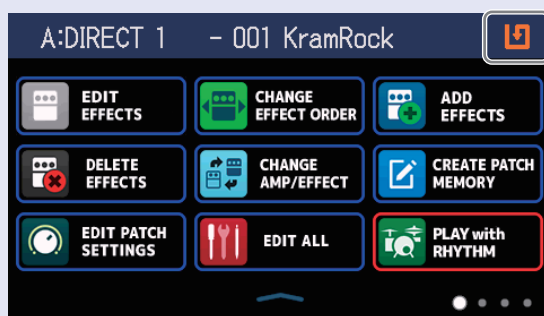 A:DIRECT 1 - 001 KramRock
EDIT
EFFECTS
CHANGE
EFFECT ORDER
ADD
EFFECTS
DELETE
EFFECTS
CHANGE
AMP/EFFECT
CREATE PATCH
MEMORY
EDIT PATCH
SETTINGS
EDIT ALL
PLAY with
RHYTHM